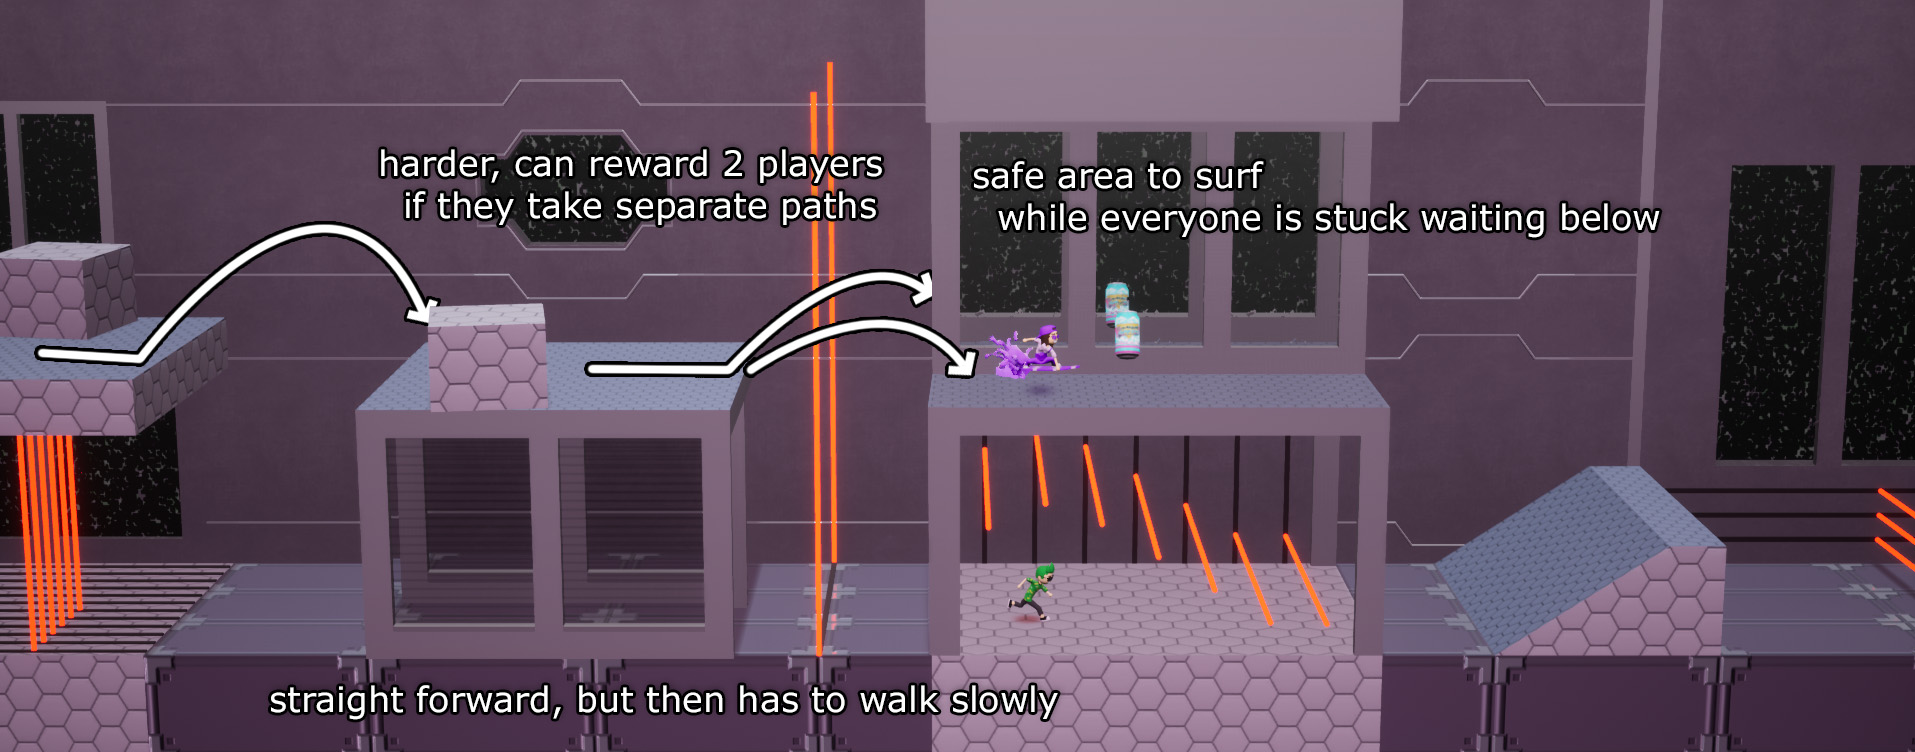 harder, can reward 2 players
if they take separate paths
safe area to surf
while everyone is stuck waiting below
straight forward, but then has to walk slowly